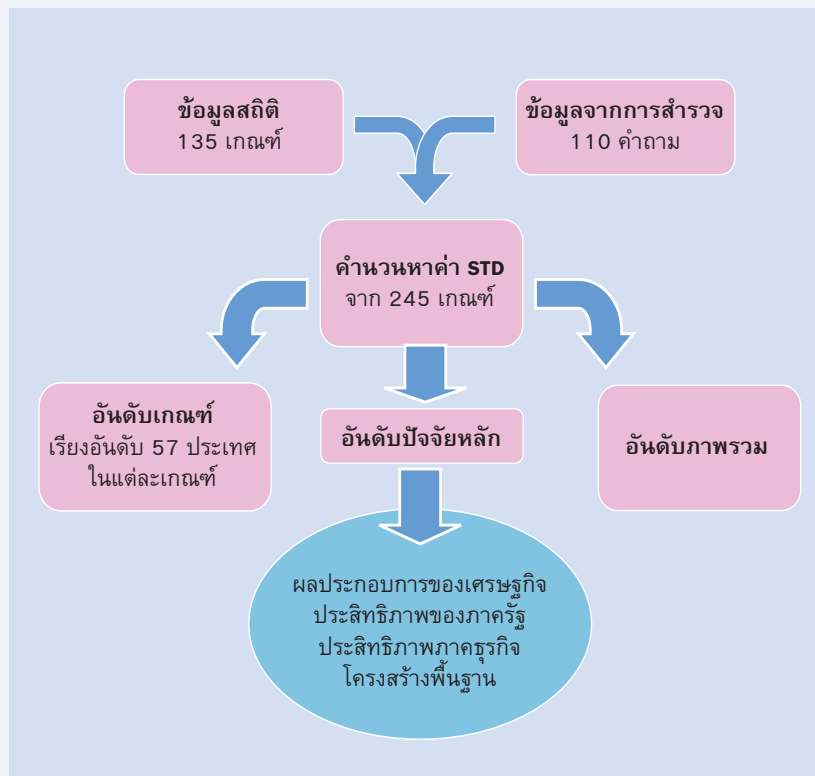 ข้อมูลสถิติ
135 เกณฑ์
ข้อมูลจากการสำรวจ
110 คำถาม
คำนวนหาค่า STD
จาก 245 เกณฑ์
อันดับเกณฑ์
เรียงอันดับ 57 ประเทศ
ในแต่ละเกณฑ์
อันดับปัจจัยหลัก
อันดับภาพรวม
ผลประกอบการของเศรษฐกิจ
ประสิทธิภาพของภาครัฐ
ประสิทธิภาพภาคธุรกิจ
โครงสร้างพื้นฐาน